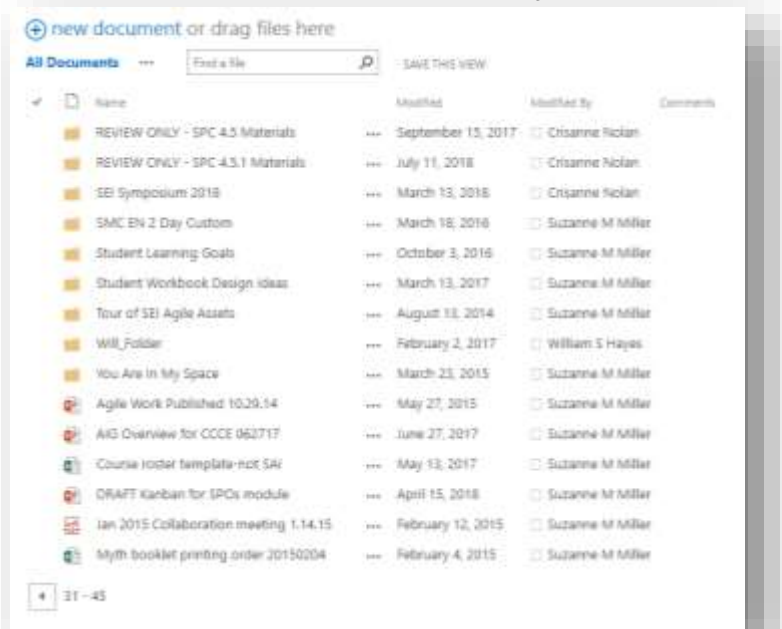 new document or drag files here
All Documents ... Find a file SAVE THIS VIEW
Name Modified Modified By Comments
REVIEW ONLY - SPC 4.5 Materials ... September 15, 2017 Crisanne Nolan
REVIEW ONLY - SPC 4.5.1 Materials ... July 11, 2018 Crisanne Nolan
SEI Symposium 2018 ... March 13, 2018 Crisanne Nolan
SMC EN 2 Day Custom ... March 18, 2016 Suzanne M Miller
Student Learning Goals ... October 3, 2016 Suzanne M Miller
Student Workbook Design ideas ... March 13, 2017 Suzanne M Miller
Tour of SEI Agile Assets ... August 13, 2014 Suzanne M Miller
Will_Folder ... February 2, 2017 William S Hayes
You Are In My Space ... March 23, 2015 Suzanne M Miller
Agile Work Published 10.29.14 ... May 27, 2015 Suzanne M Miller
AIG Overview for CCCE 062717 ... June 27, 2017 Suzanne M Miller
Course roster template-not SAI ... May 13, 2017 Suzanne M Miller
DRAFT Kanban for SPOs module ... April 15, 2018 Suzanne M Miller
Jan 2015 Collaboration meeting 1.14.15 ... February 12, 2015 Suzanne M Miller
Myth booklet printing order 20150204 ... February 4, 2015 Suzanne M Miller
31 - 45